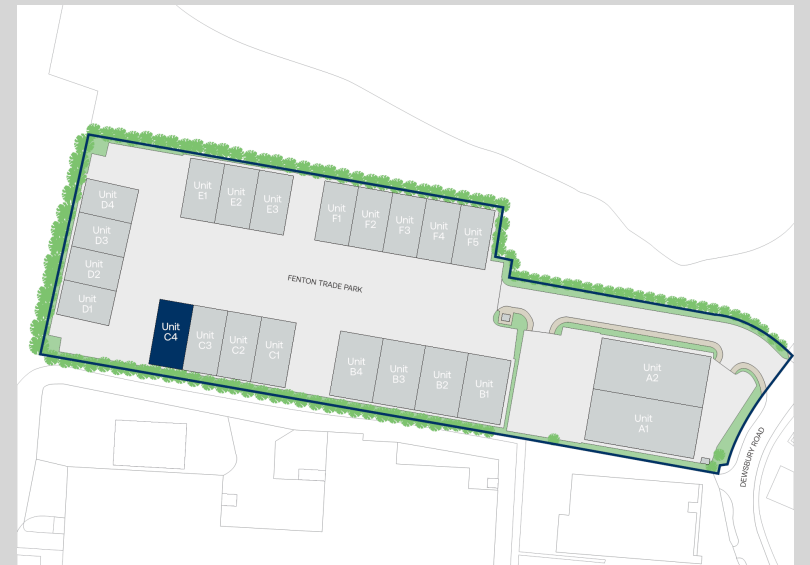 Unit
E1
Unit
E2
Unit
E3
Unit
F1
Unit
F2
Unit
F3
Unit
F4
Unit
F5
Unit
D4
Unit
D3
Unit
D2
Unit
D1
FENTON TRADE PARK
Unit
C4
Unit
C3
Unit
C2
Unit
C1
Unit
B4
Unit
B3
Unit
B2
Unit
B1
Unit
A2
Unit
A1
DEWSBURY ROAD